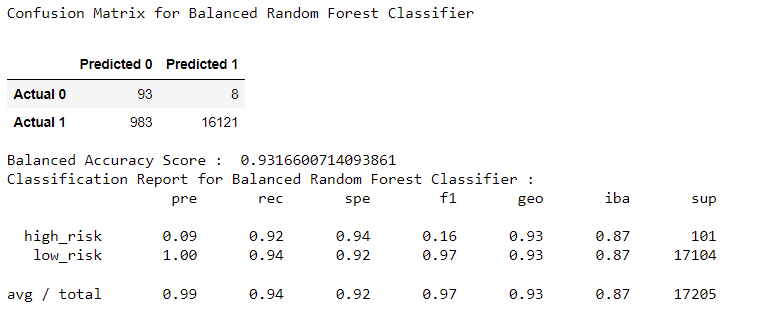 Confusion Matrix for Balanced Random Forest Classifier
Predicted 0 Predicted 1
Actual 0 93 8
Actual 1 983 16121
Balanced Accuracy Score :  0.9316600714093861
Classification Report for Balanced Random Forest Classifier :
pre rec spe f1 geo iba sup
high_risk 0.09 0.92 0.94 0.16 0.93 0.87 101
low_risk 1.00 0.94 0.92 0.97 0.93 0.87 17104
avg / total 0.99 0.94 0.92 0.97 0.93 0.87 17205